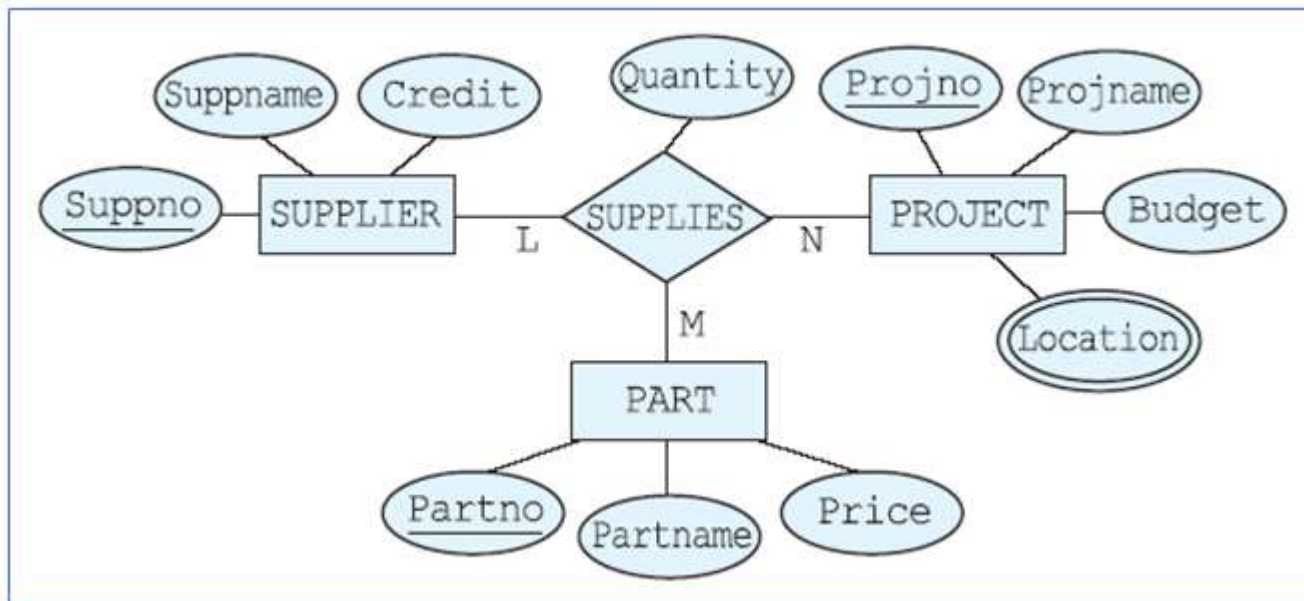 Quantity
Suppname
Credit
Projno
Projname
Suppno
SUPPLIER
SUPPLIES
PROJECT
Budget
L
N
M
Location
PART
Partno
Partname
Price